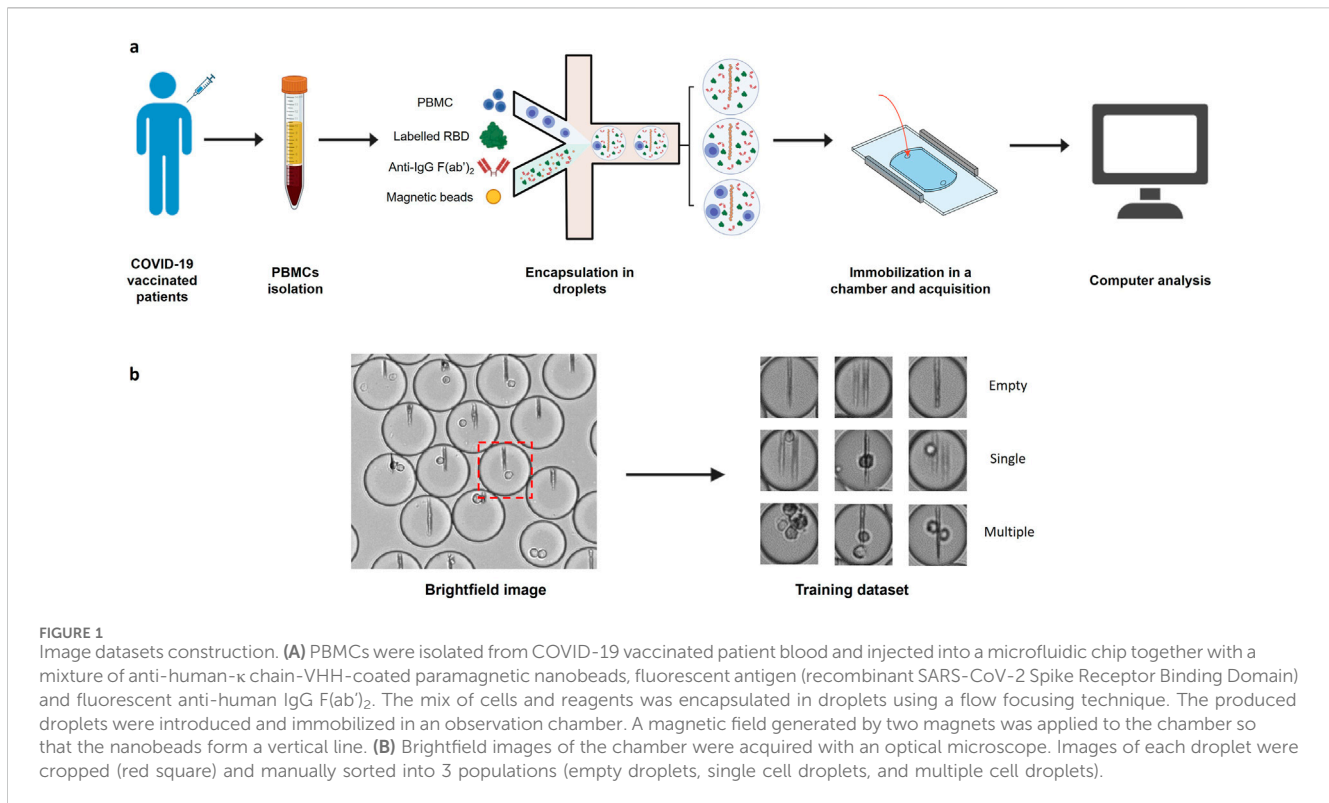 a
PBMC
Labelled RBD
Anti-IgG F(ab')₂
Magnetic beads
COVID-19
vaccinated
patients
PBMCs
isolation
Encapsulation in
droplets
Immobilization in a
chamber and acquisition
Computer analysis
b
Empty
Single
Multiple
Brightfield image
Training dataset
FIGURE 1
Image datasets construction. (A) PBMCs were isolated from COVID-19 vaccinated patient blood and injected into a microfluidic chip together with a
mixture of anti-human-κ chain-VHH-coated paramagnetic nanobeads, fluorescent antigen (recombinant SARS-CoV-2 Spike Receptor Binding Domain)
and fluorescent anti-human IgG F(ab')₂. The mix of cells and reagents was encapsulated in droplets using a flow focusing technique. The produced
droplets were introduced and immobilized in an observation chamber. A magnetic field generated by two magnets was applied to the chamber so
that the nanobeads form a vertical line. (B) Brightfield images of the chamber were acquired with an optical microscope. Images of each droplet were
cropped (red square) and manually sorted into 3 populations (empty droplets, single cell droplets, and multiple cell droplets).